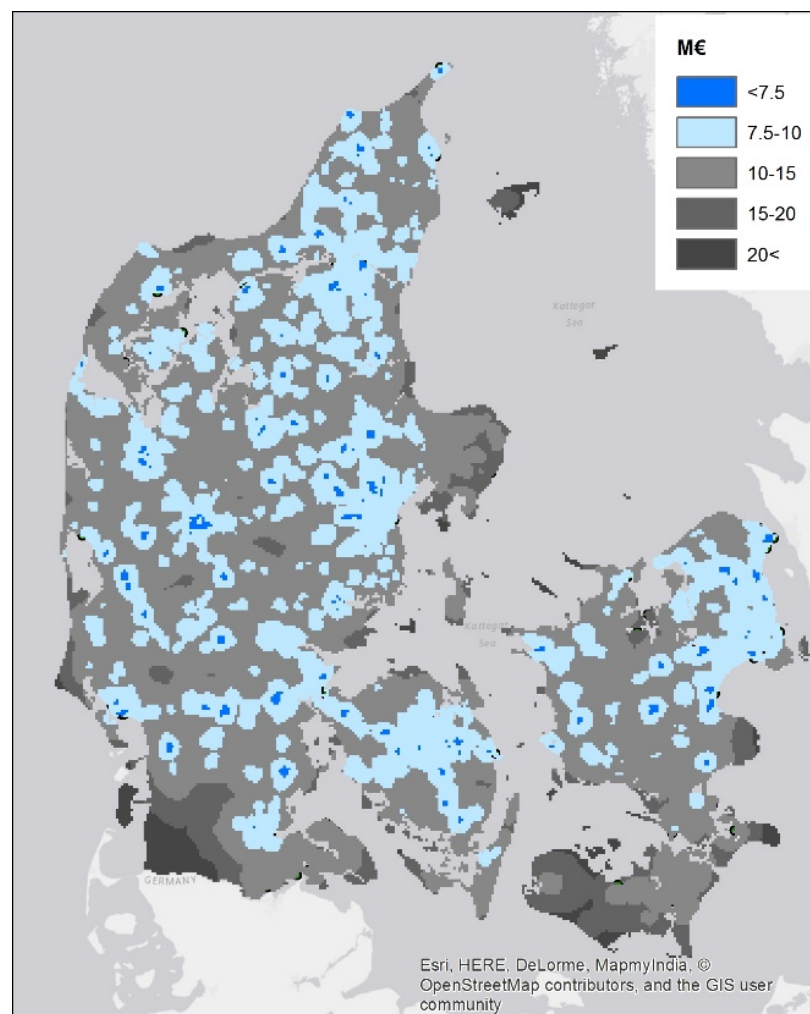 M€
<7.5
7.5-10
10-15
15-20
20<
Kattegat
Sea
Kattegat
Sea
GERMANY
Esri, HERE, DeLorme, MapmyIndia, ©
OpenStreetMap contributors, and the GIS user
community